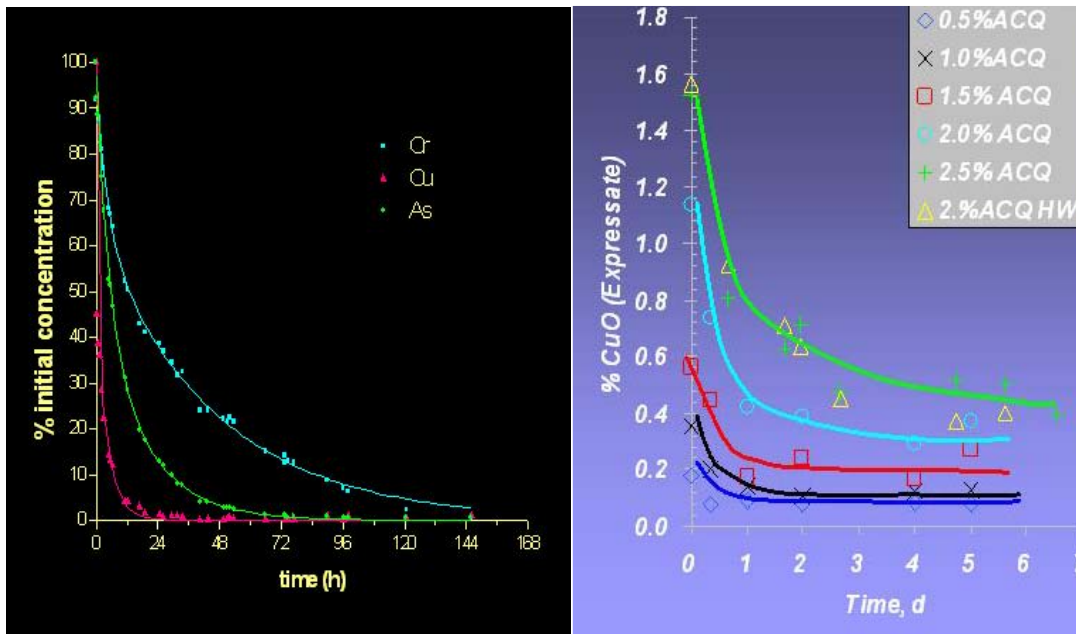 100
90
80
70
60
50
40
30
20
10
0
% initial concentration
Cr
Cu
As
0 24 48 72 96 120 144 168
time (h)
1.8
1.6
1.4
1.2
1.0
0.8
0.6
0.4
0.2
0.0
% CuO (Expressate)
0.5%ACQ
1.0%ACQ
1.5% ACQ
2.0% ACQ
2.5% ACQ
2.%ACQ HW
0 1 2 3 4 5 6
Time, d